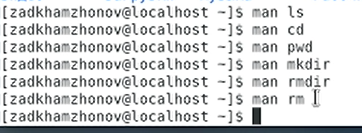 [zadkhamzhonov@localhost ~]$ man ls
[zadkhamzhonov@localhost ~]$ man cd
[zadkhamzhonov@localhost ~]$ man pwd
[zadkhamzhonov@localhost ~]$ man mkdir
[zadkhamzhonov@localhost ~]$ man rmdir
[zadkhamzhonov@localhost ~]$ man rm
[zadkhamzhonov@localhost ~]$